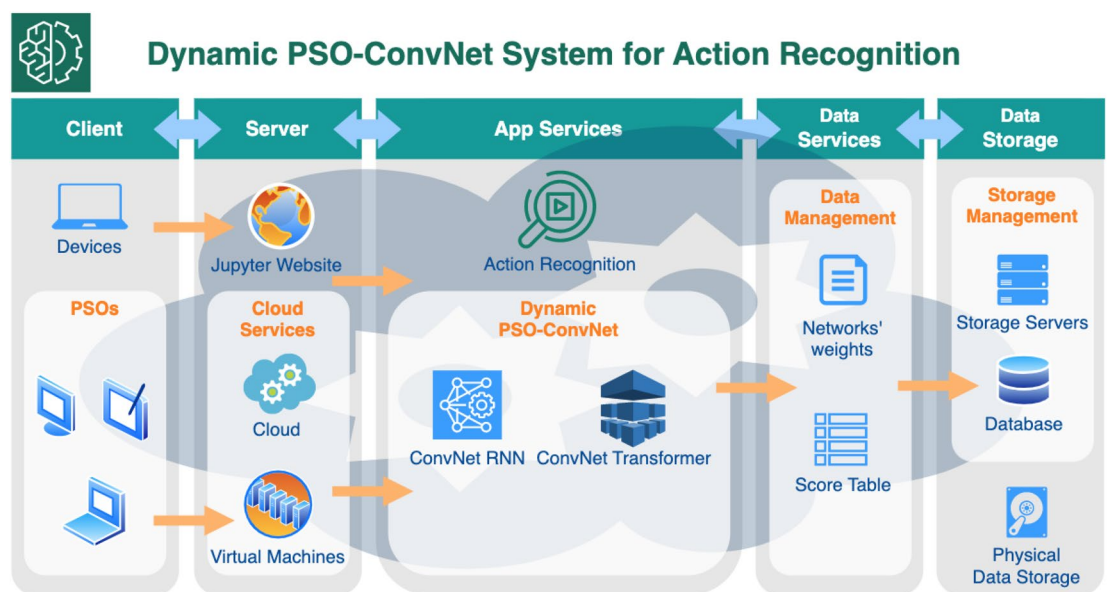 Dynamic PSO-ConvNet System for Action Recognition
Client
Server
App Services
Data
Services
Data
Storage
Devices
PSOs
Jupyter Website
Cloud
Services
Cloud
Virtual Machines
Action Recognition
Dynamic
PSO-ConvNet
ConvNet RNN
ConvNet Transformer
Data
Management
Networks'
weights
Score Table
Storage
Management
Storage Servers
Database
Physical
Data Storage